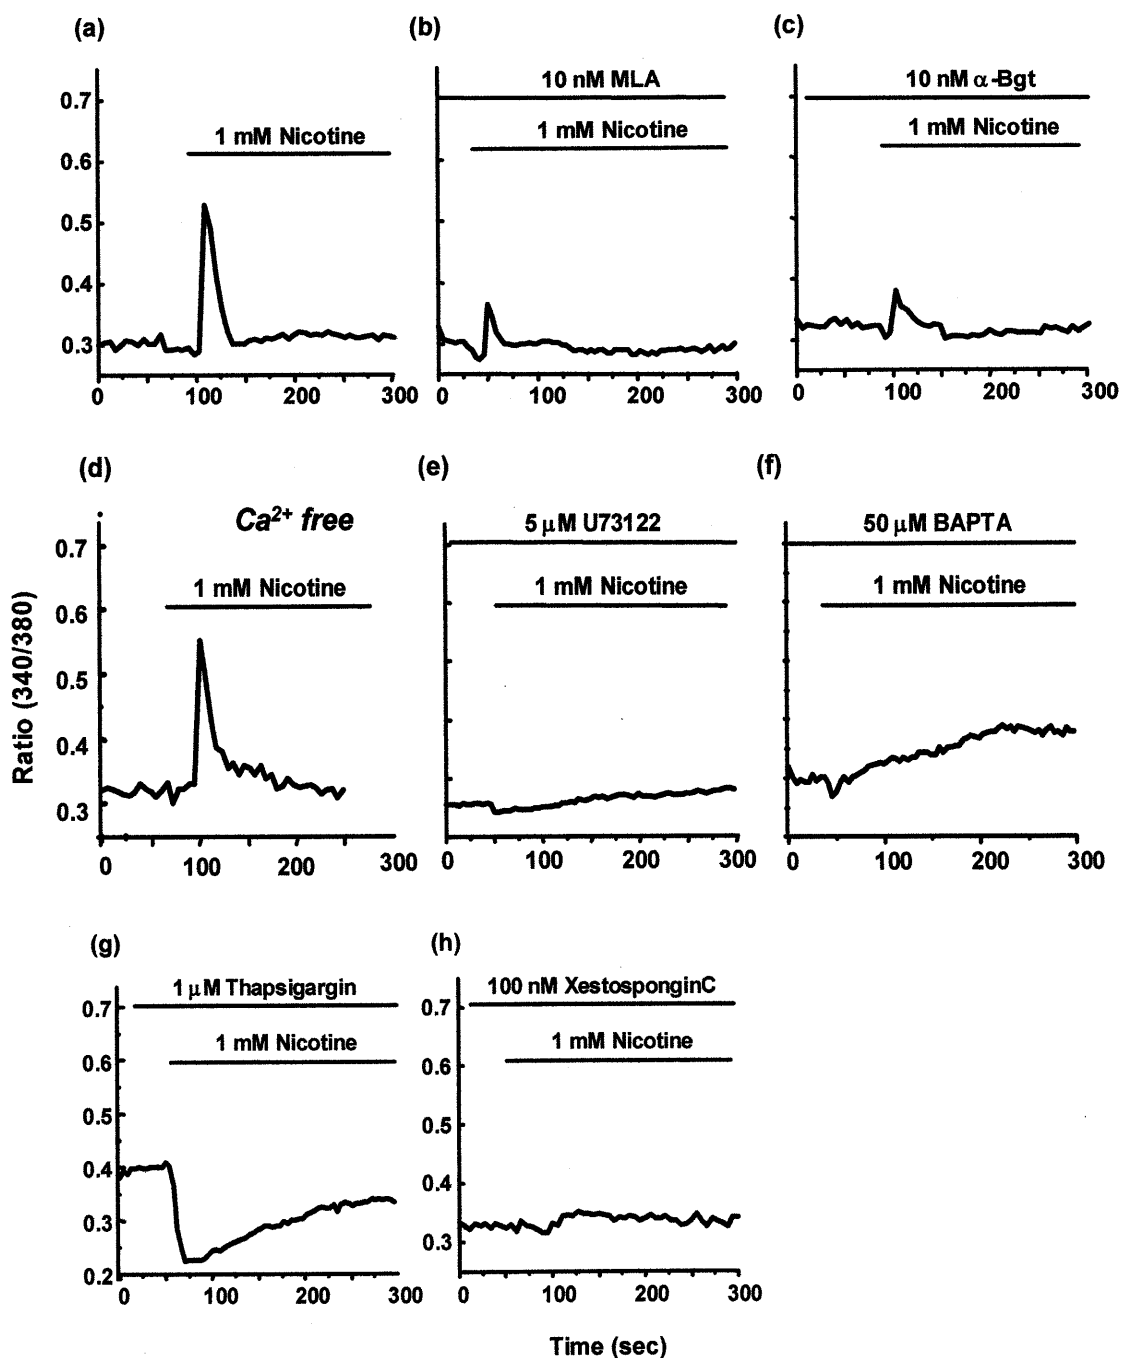 (a)
(b)
(c)
10 nM MLA
10 nM α-Bgt
1 mM Nicotine
1 mM Nicotine
1 mM Nicotine
0.7
0.6
0.5
0.4
0.3
0 100 200 300
0 100 200 300
0 100 200 300
(d)
(e)
(f)
Ca²⁺ free
5 μM U73122
50 μM BAPTA
1 mM Nicotine
1 mM Nicotine
1 mM Nicotine
0.7
0.6
0.5
0.4
0.3
0 100 200 300
0 100 200 300
0 100 200 300
Ratio (340/380)
(g)
(h)
1 μM Thapsigargin
100 nM XestosponginC
1 mM Nicotine
1 mM Nicotine
0.7
0.6
0.5
0.4
0.3
0.2
0 100 200 300
0.7
0.6
0.5
0.4
0.3
0 100 200 300
Time (sec)